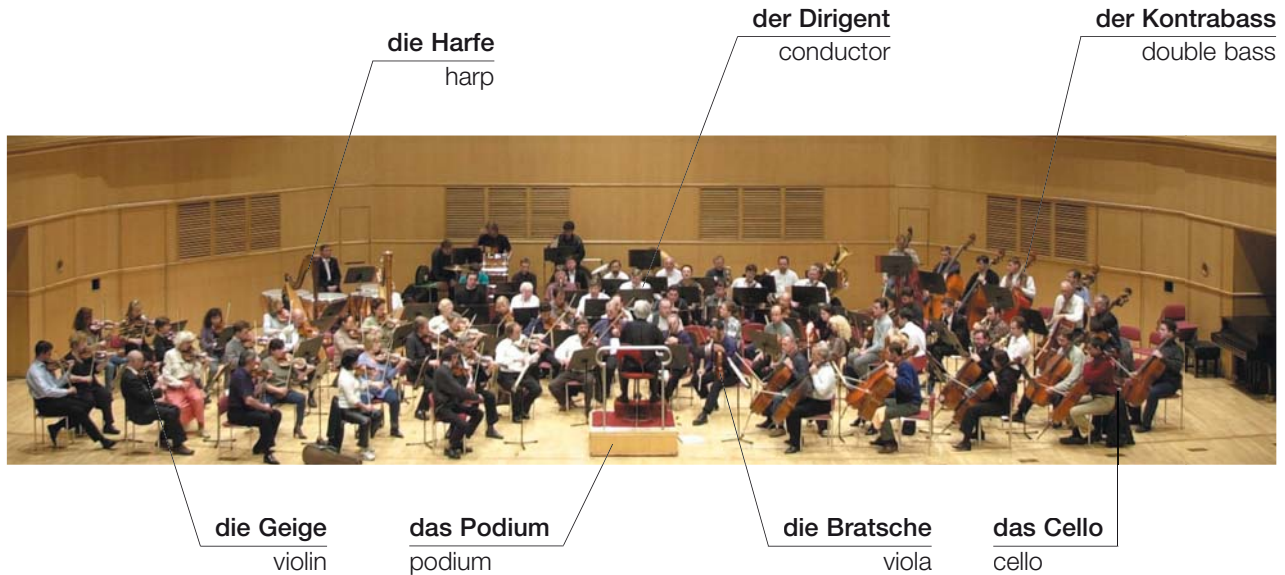 die Harfe
harp
der Dirigent
conductor
der Kontrabass
double bass
die Geige
violin
das Podium
podium
die Bratsche
viola
das Cello
cello